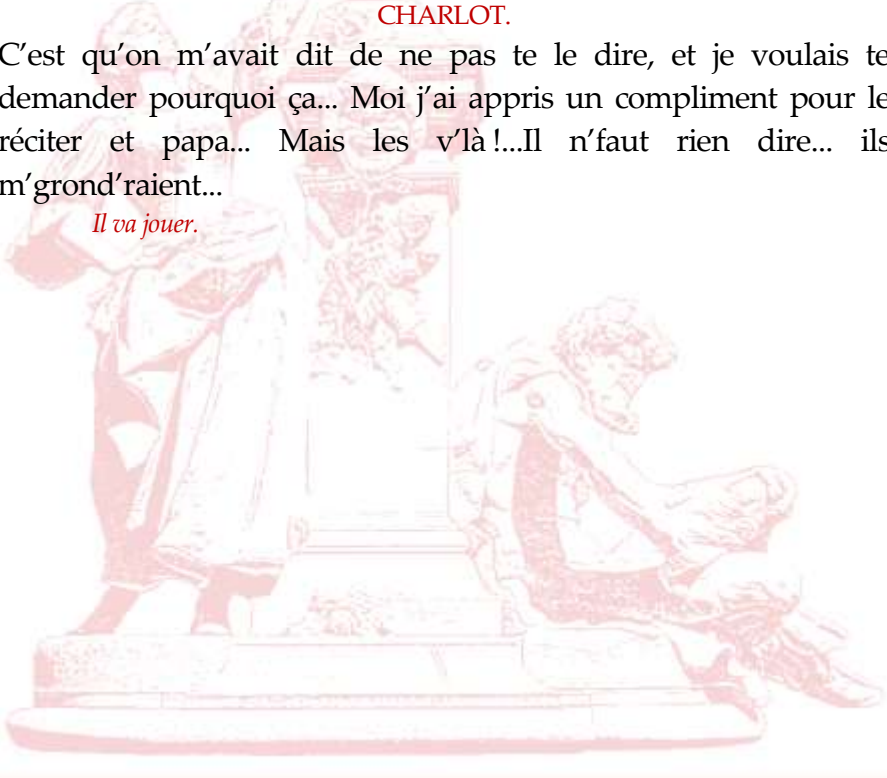 CHARLOT.
C’est qu’on m’avait dit de ne pas te le dire, et je voulais te
demander pourquoi ça... Moi j’ai appris un compliment pour le
réciter et papa... Mais les v’là !...Il n’faut rien dire... ils
m’grond’raient...
Il va jouer.